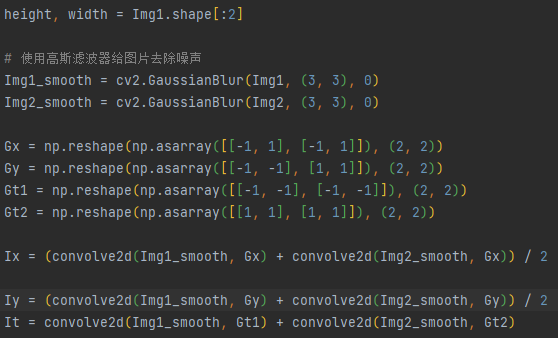 height, width = Img1.shape[:2]
# 使用高斯滤波器给图片去除噪声
Img1_smooth = cv2.GaussianBlur(Img1, (3, 3), 0)
Img2_smooth = cv2.GaussianBlur(Img2, (3, 3), 0)
Gx = np.reshape(np.asarray([[-1, 1], [-1, 1]]), (2, 2))
Gy = np.reshape(np.asarray([[-1, -1], [1, 1]]), (2, 2))
Gt1 = np.reshape(np.asarray([[-1, -1], [-1, -1]]), (2, 2))
Gt2 = np.reshape(np.asarray([[1, 1], [1, 1]]), (2, 2))
Ix = (convolve2d(Img1_smooth, Gx) + convolve2d(Img2_smooth, Gx)) / 2
Iy = (convolve2d(Img1_smooth, Gy) + convolve2d(Img2_smooth, Gy)) / 2
It = convolve2d(Img1_smooth, Gt1) + convolve2d(Img2_smooth, Gt2)